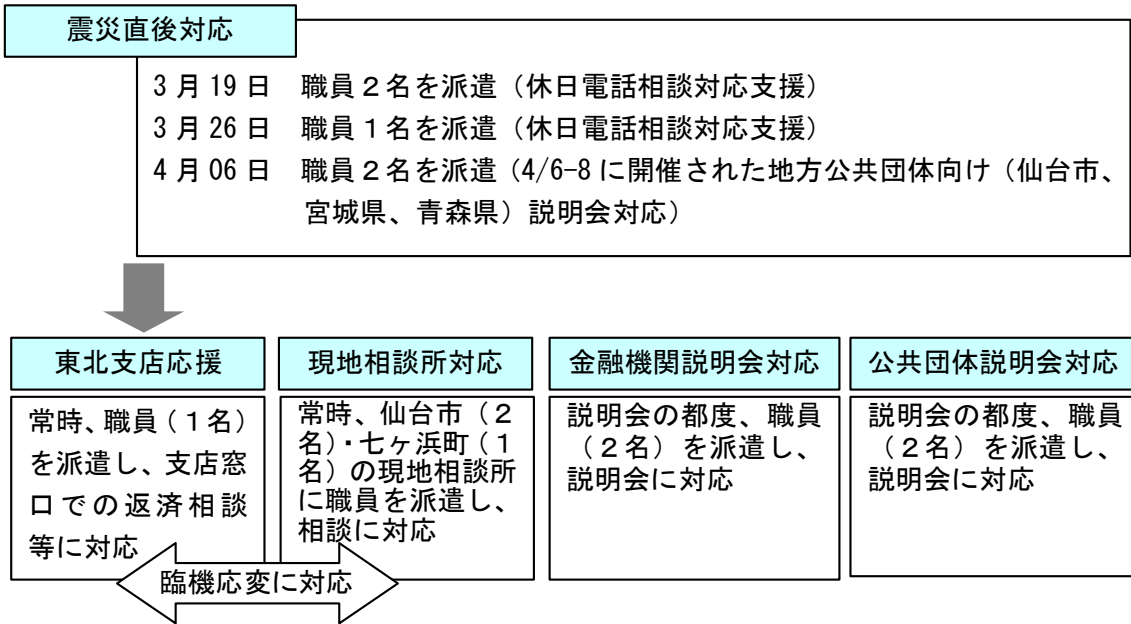 震災直後対応
3月19日 職員2名を派遣（休日電話相談対応支援）
3月26日 職員1名を派遣（休日電話相談対応支援）
4月06日 職員2名を派遣（4/6-8に開催された地方公共団体向け（仙台市、
宮城県、青森県）説明会対応）
東北支店応援
常時、職員（1名）
を派遣し、支店窓
口での返済相談
等に対応
現地相談所対応
常時、仙台市（2
名）・七ヶ浜町（1
名）の現地相談所
に職員を派遣し、
相談に対応
臨機応変に対応
金融機関説明会対応
説明会の都度、職員
（2名）を派遣し、
説明会に対応
公共団体説明会対応
説明会の都度、職員
（2名）を派遣し、
説明会に対応